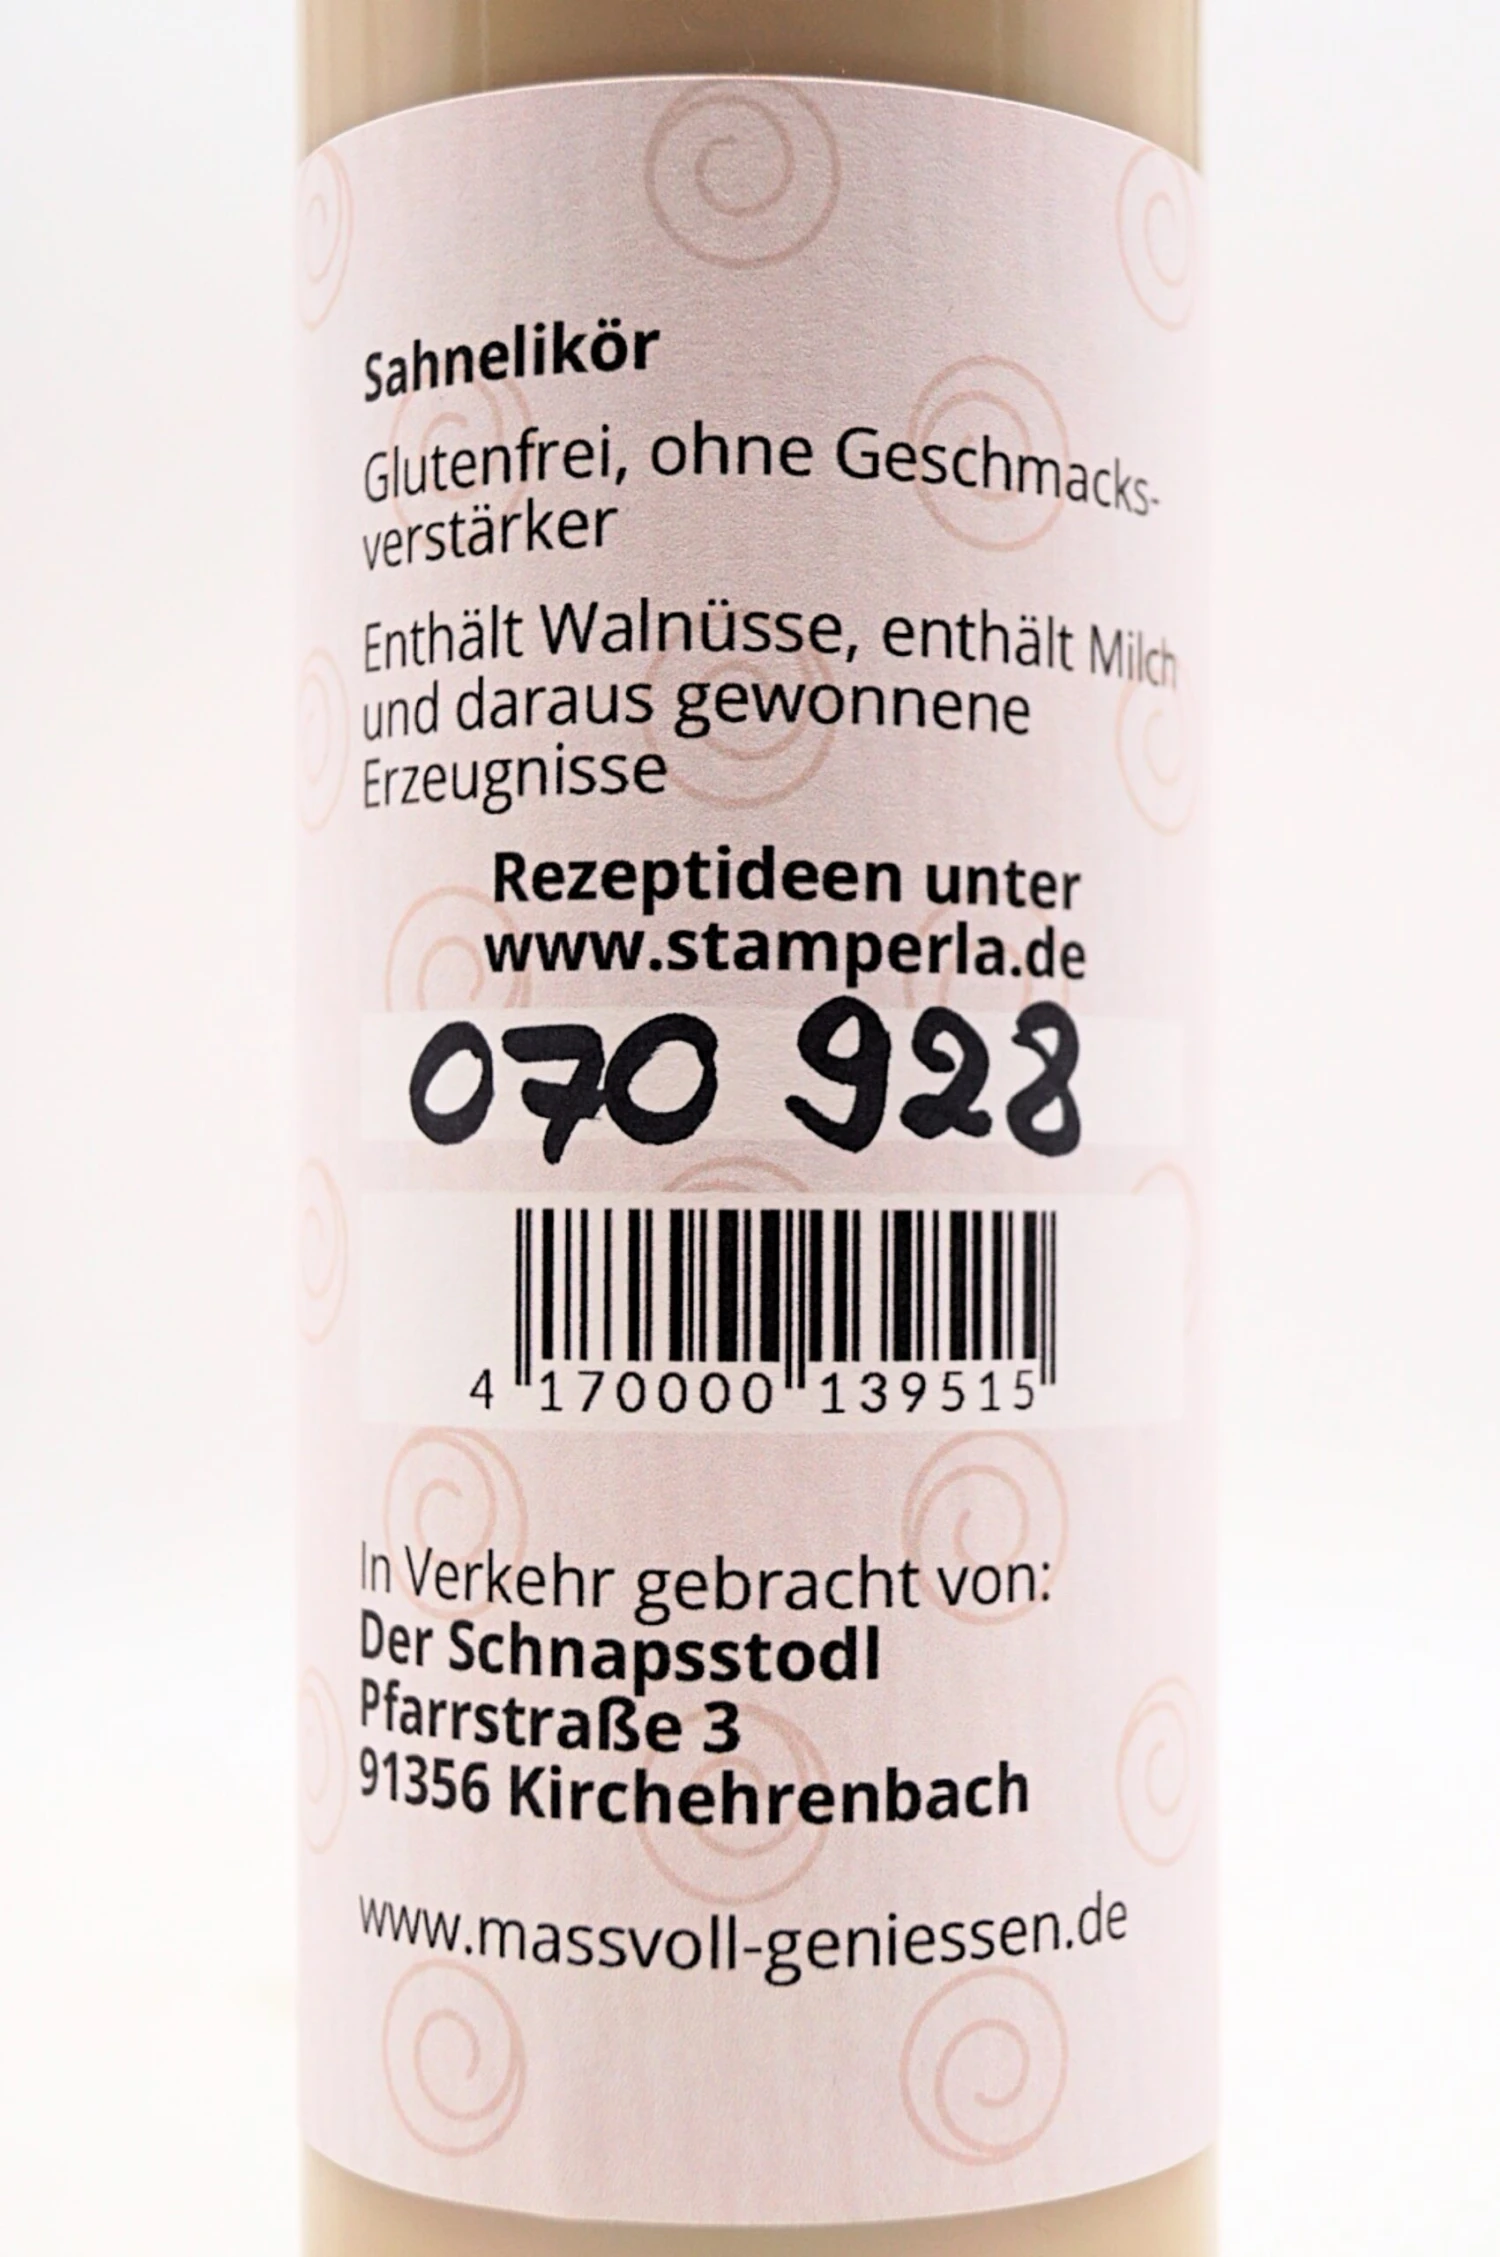 Sahnelikör
Glutenfrei, ohne Geschmacks-
verstärker
Enthält Walnüsse, enthält Milch
und daraus gewonnene
Erzeugnisse
Rezeptideen unter
www.stamperla.de
070 928
4 170000 139515
In Verkehr gebracht von:
Der Schnapsstodl
Pfarrstraße 3
91356 Kirchehrenbach
www.massvoll-geniessen.de